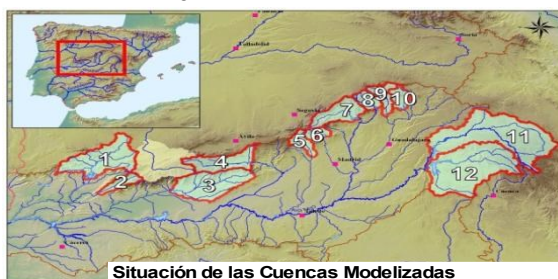 Valladolid
Soria
Segovia
Ávila
Guadalajara
Madrid
Cuenca
Toledo
Cáceres
1
2
3
4
5
6
7
8
9
10
11
12
Situación de las Cuencas Modelizadas